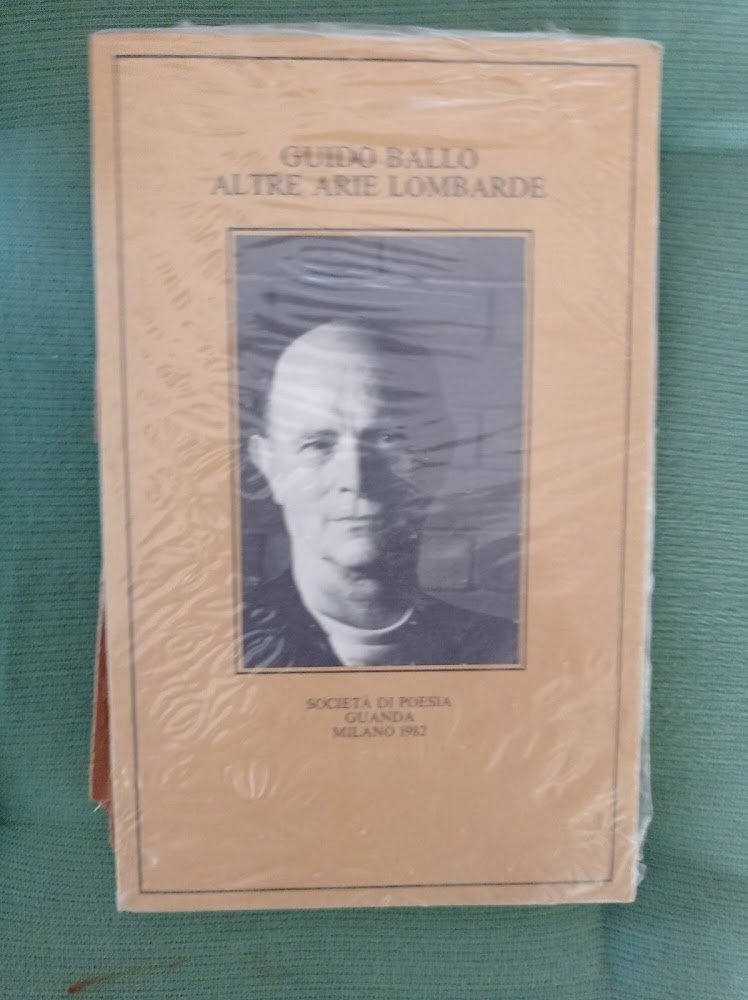 GUIDO BALLO
ALTRE ARIE LOMBARDE
SOCIETÀ DI POESIA
GUANDA
MILANO 1982